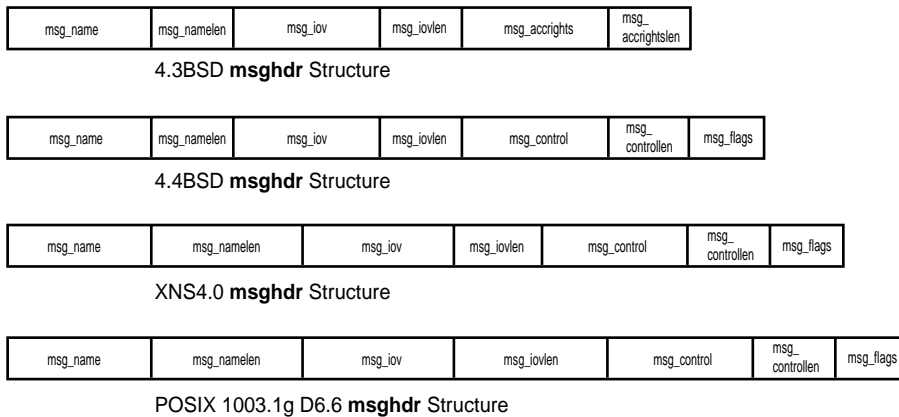 msg_name msg_namelen msg_iov msg_iovlen msg_accrights msg_ accrightslen
4.3BSD msghdr Structure
msg_name msg_namelen msg_iov msg_iovlen msg_control msg_ controllen msg_flags
4.4BSD msghdr Structure
msg_name msg_namelen msg_iov msg_iovlen msg_control msg_ controllen msg_flags
XNS4.0 msghdr Structure
msg_name msg_namelen msg_iov msg_iovlen msg_control msg_ controllen msg_flags
POSIX 1003.1g D6.6 msghdr Structure